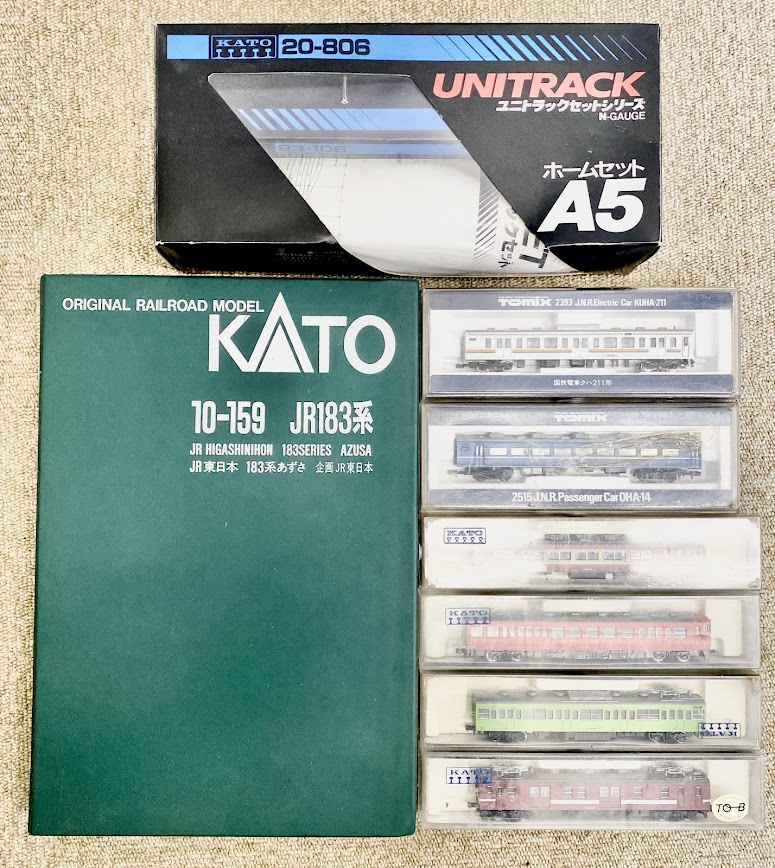 KATO 20-806
UNITRACK
ユニトラックセットシリーズ
N-GAUGE
ホームセット
A5
23-106
ORIGINAL RAILROAD MODEL
KATO
10-159 JR183系
JR HIGASHINIHON 183SERIES AZUSA
JR東日本 183系あずさ 企画JR東日本
TOMIX 2393 J.N.R.Electric Car KUHA-211
国鉄電車クハ211形
TOMIX
2515 J.N.R.Passenger Car OHA-14
KATO
KATO
KATO
KATO
TO-B